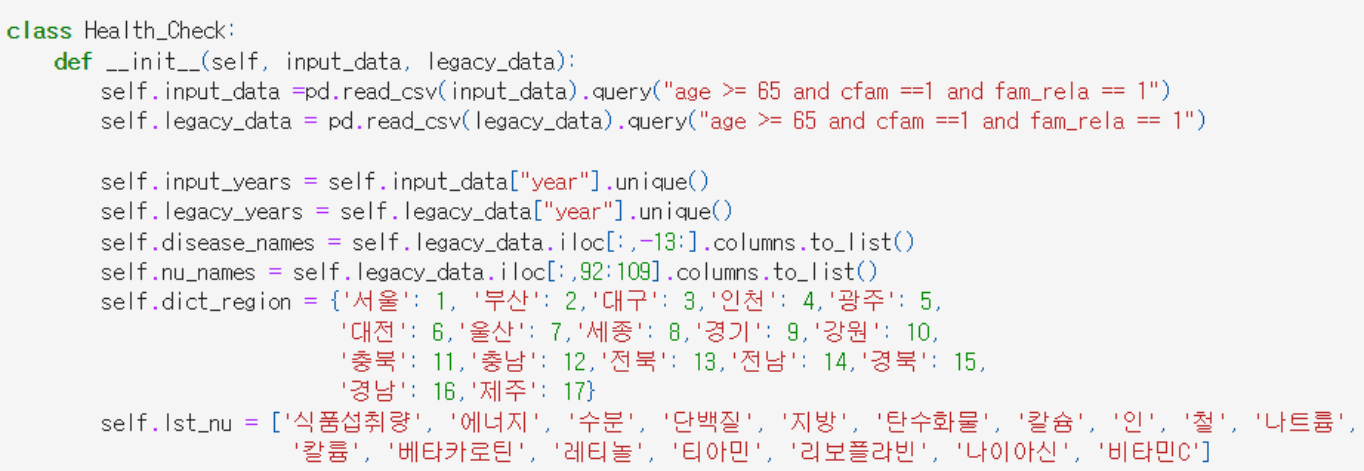 class Health_Check:
    def __init__(self, input_data, legacy_data):
        self.input_data =pd.read_csv(input_data).query("age >= 65 and cfam ==1 and fam_rela == 1")
        self.legacy_data = pd.read_csv(legacy_data).query("age >= 65 and cfam ==1 and fam_rela == 1")
        self.input_years = self.input_data["year"].unique()
        self.legacy_years = self.legacy_data["year"].unique()
        self.disease_names = self.legacy_data.iloc[:,-13:].columns.to_list()
        self.nu_names = self.legacy_data.iloc[:,92:109].columns.to_list()
        self.dict_region = {'서울': 1, '부산': 2,'대구': 3,'인천': 4,'광주': 5,
                            '대전': 6,'울산': 7,'세종': 8,'경기': 9,'강원': 10,
                            '충북': 11,'충남': 12,'전북': 13,'전남': 14,'경북': 15,
                            '경남': 16,'제주': 17}
        self.lst_nu = ['식품섭취량', '에너지', '수분', '단백질', '지방', '탄수화물', '칼슘', '인', '철', '나트륨',
                       '칼륨', '베타카로틴', '레티놀', '티아민', '리보플라빈', '나이아신', '비타민C']